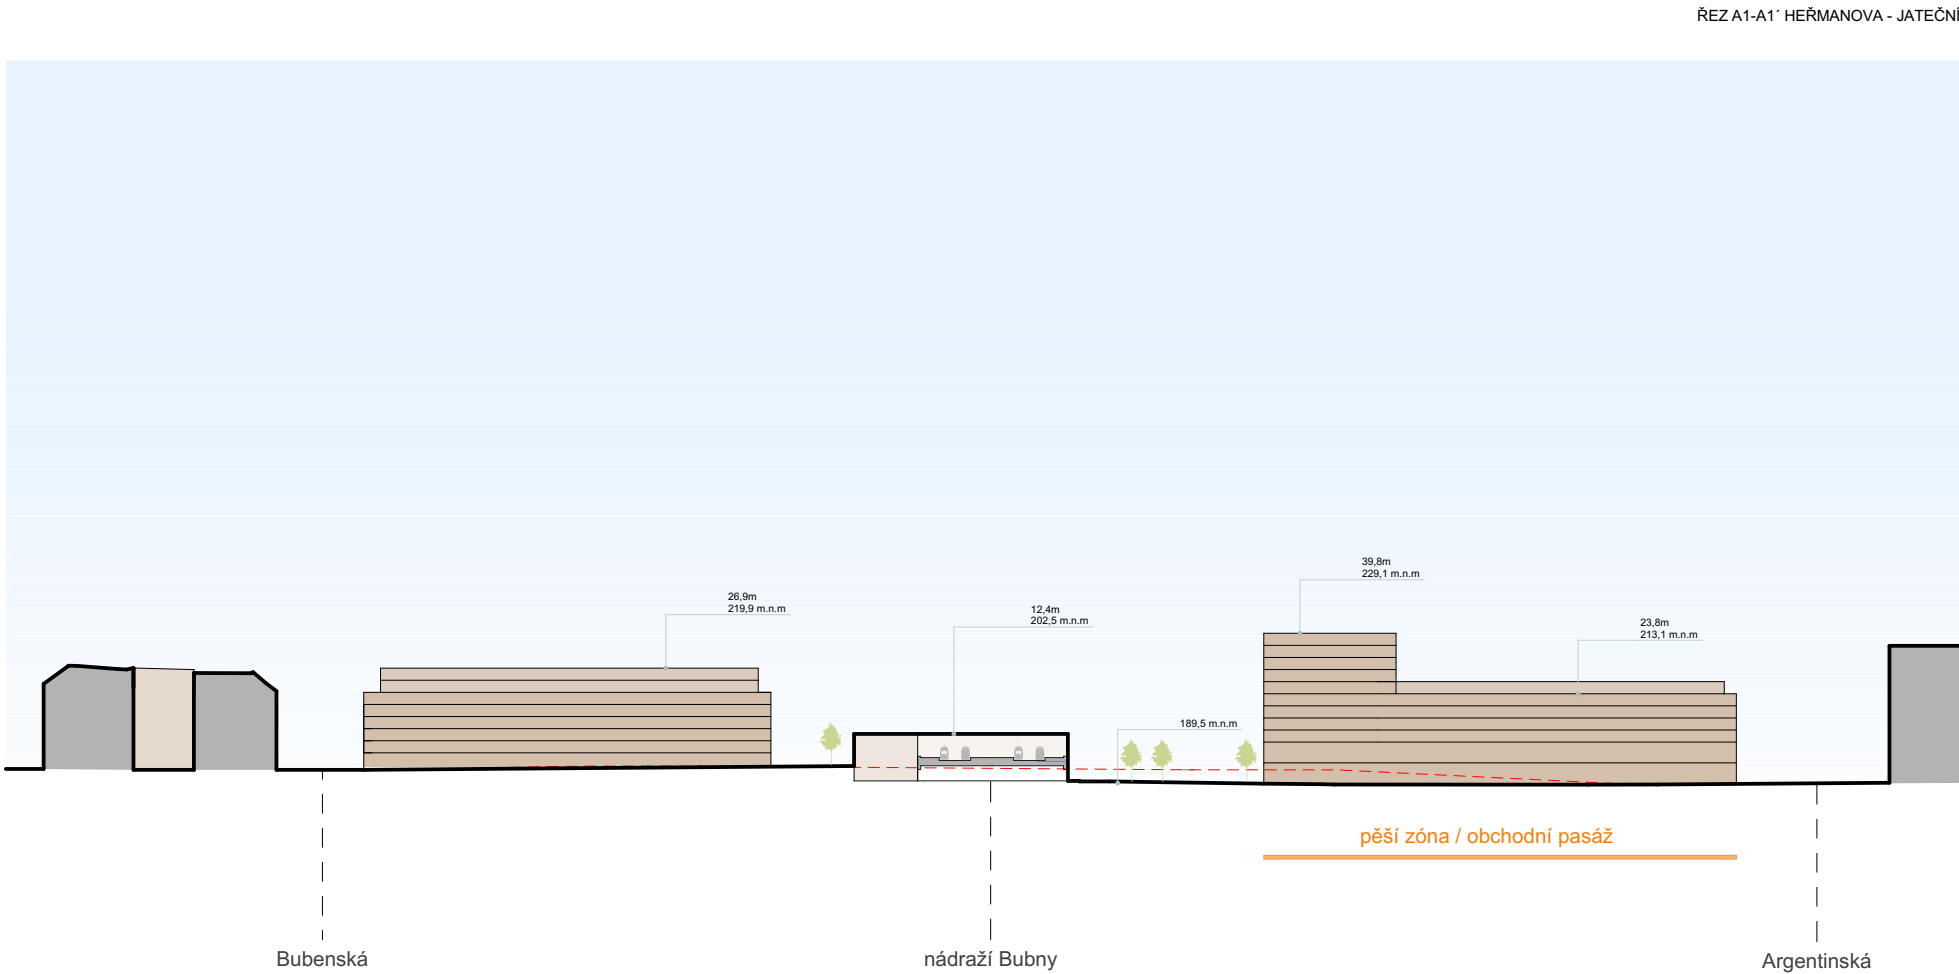 ŘEZ A1-A1´ HEŘMANOVA - JATEČNÍ
39,8m
229,1 m.n.m
26,9m
219,9 m.n.m
12,4m
202,5 m.n.m
23,8m
213,1 m.n.m
189,5 m.n.m
pěší zóna / obchodní pasáž
Bubenská
nádraží Bubny
Argentinská